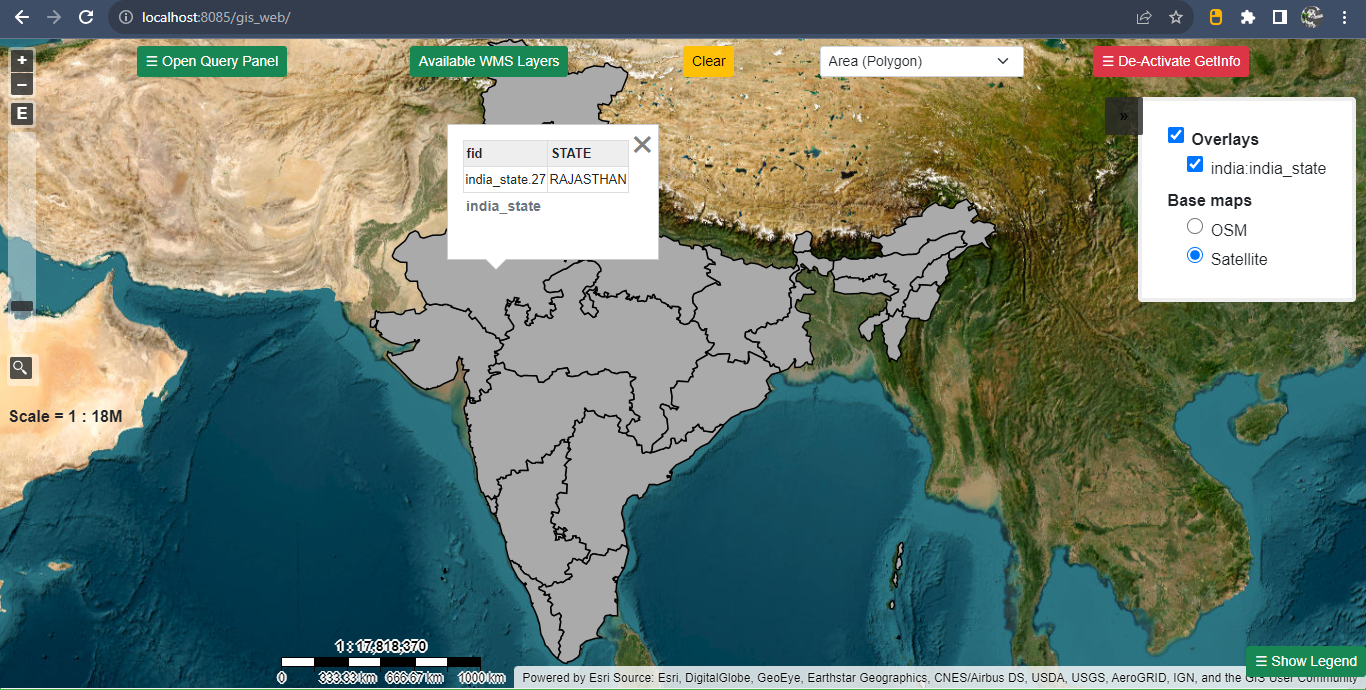 localhost:8085/gis_web/
☰ Open Query Panel
Available WMS Layers
Clear
Area (Polygon)
☰ De-Activate GetInfo
+
−
E
»
Overlays
india:india_state
Base maps
OSM
Satellite
fid STATE
india_state.27 RAJASTHAN
india_state
Scale = 1 : 18M
1 : 17,818,370
0 333.33 km 666.67 km 1000 km
☰ Show Legend
Powered by Esri Source: Esri, DigitalGlobe, GeoEye, Earthstar Geographics, CNES/Airbus DS, USDA, USGS, AeroGRID, IGN, and the GIS User Community